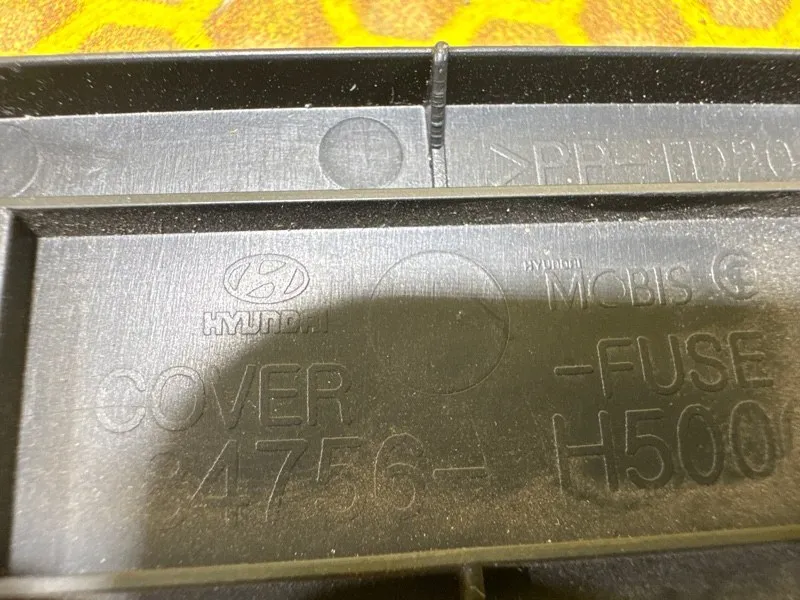 >PP-TD20
HYUNDAI
HYUNDAI
MOBIS
COVER -FUSE
84756- H500